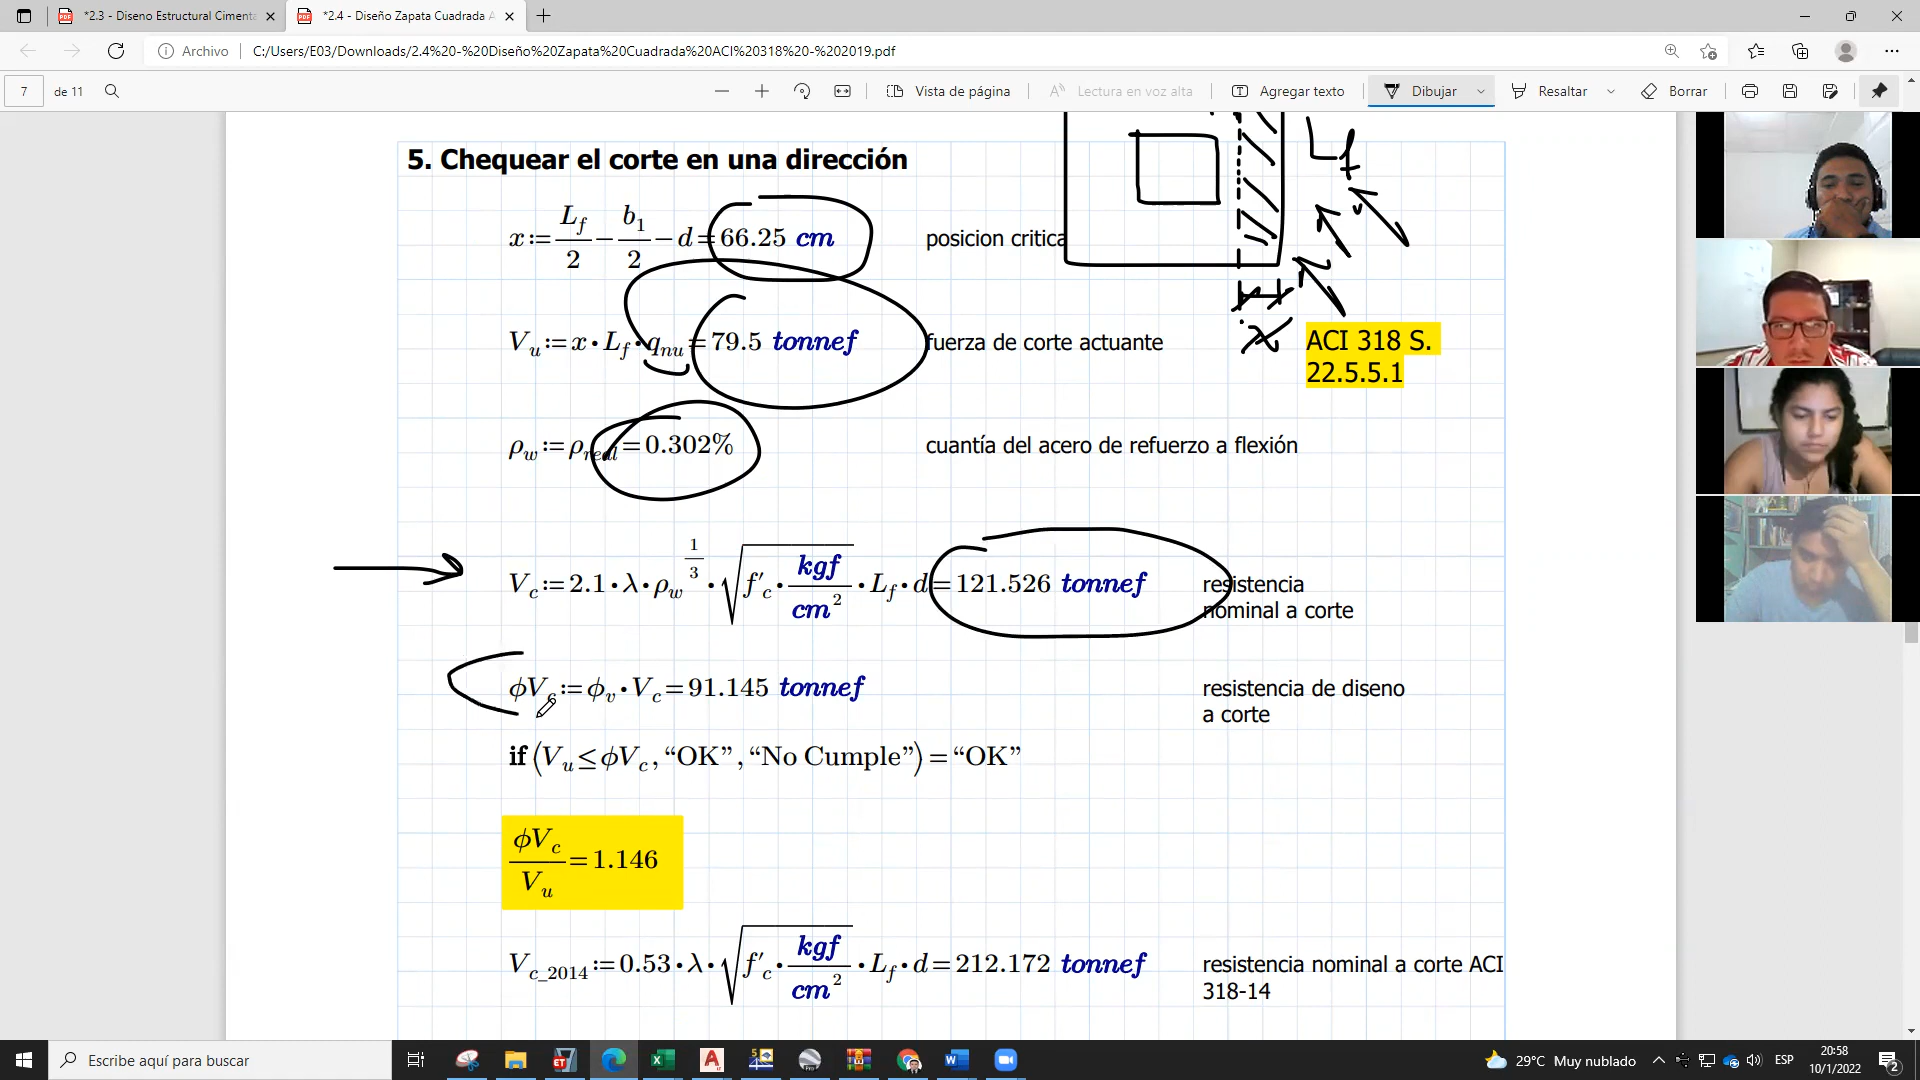 *2.3 - Diseno Estructural Cimenta
*2.4 - Diseño Zapata Cuadrada A
Archivo
C:/Users/E03/Downloads/2.4%20-%20Diseño%20Zapata%20Cuadrada%20ACI%20318%20-%202019.pdf
7 de 11
Vista de página
Lectura en voz alta
Agregar texto
Dibujar
Resaltar
Borrar
5. Chequear el corte en una dirección
Lf
x := Lf/2 − b1/2 − d = 66.25 cm posicion critica
x
Vu := x • Lf • qnu = 79.5 tonnef fuerza de corte actuante
ACI 318 S.
22.5.5.1
ρw := ρreal = 0.302% cuantía del acero de refuerzo a flexión
Vc := 2.1 • λ • ρw^(1/3) • √(f'c • kgf/cm²) • Lf • d = 121.526 tonnef resistencia
nominal a corte
ϕVc := ϕv • Vc = 91.145 tonnef resistencia de diseno
a corte
if (Vu ≤ ϕVc, “OK”, “No Cumple”) = “OK”
ϕVc/Vu = 1.146
Vc_2014 := 0.53 • λ • √(f'c • kgf/cm²) • Lf • d = 212.172 tonnef resistencia nominal a corte ACI
318-14
Escribe aquí para buscar
29°C Muy nublado
ESP
20:58
10/1/2022
2